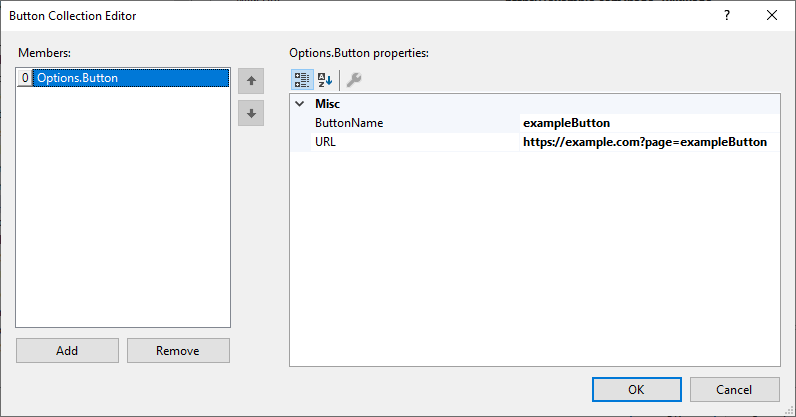 Button Collection Editor
?
Members:
0 Options.Button
Add
Remove
Options.Button properties:
Misc
ButtonName exampleButton
URL https://example.com?page=exampleButton
OK
Cancel